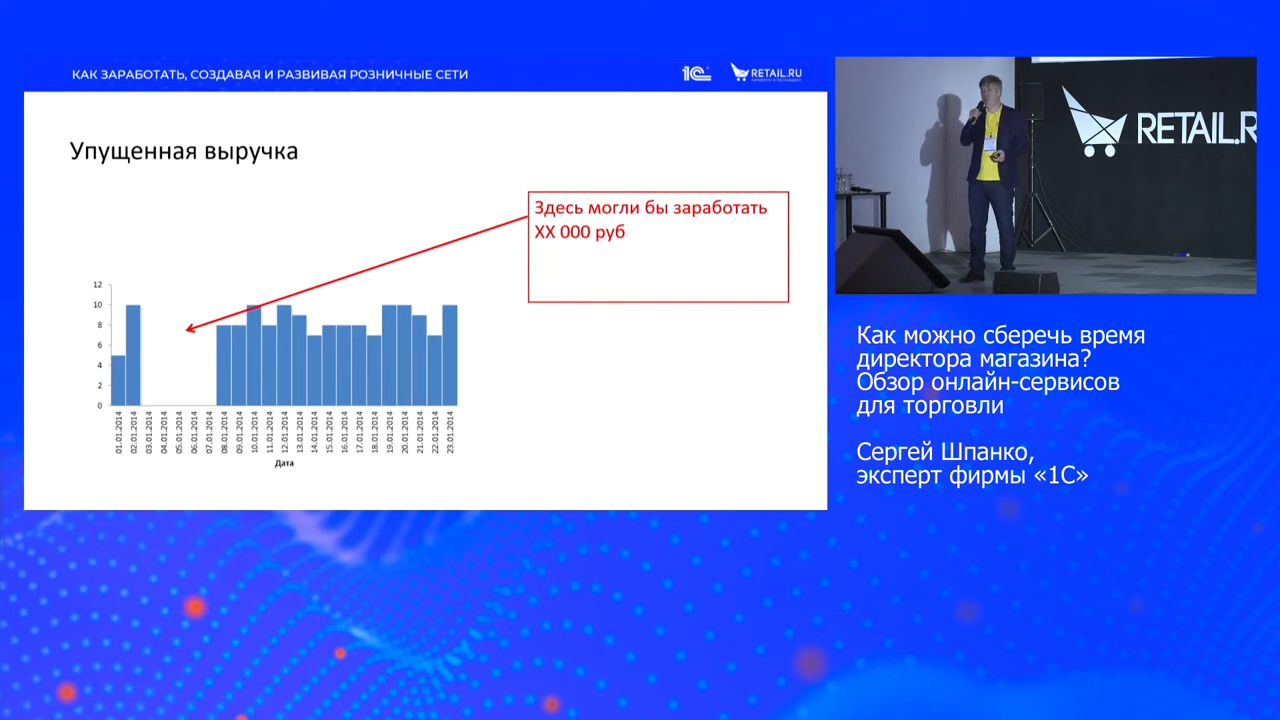 КАК ЗАРАБОТАТЬ, СОЗДАВАЯ И РАЗВИВАЯ РОЗНИЧНЫЕ СЕТИ
1С
RETAIL.RU
Упущенная выручка
Здесь могли бы заработать
XX 000 руб
12
10
8
6
4
2
0
01.01.2014
02.01.2014
03.01.2014
04.01.2014
05.01.2014
06.01.2014
07.01.2014
08.01.2014
09.01.2014
10.01.2014
11.01.2014
12.01.2014
13.01.2014
14.01.2014
15.01.2014
16.01.2014
17.01.2014
18.01.2014
19.01.2014
20.01.2014
21.01.2014
22.01.2014
23.01.2014
Дата
RETAIL.R
Как можно сберечь время
директора магазина?
Обзор онлайн-сервисов
для торговли
Сергей Шпанко,
эксперт фирмы «1С»